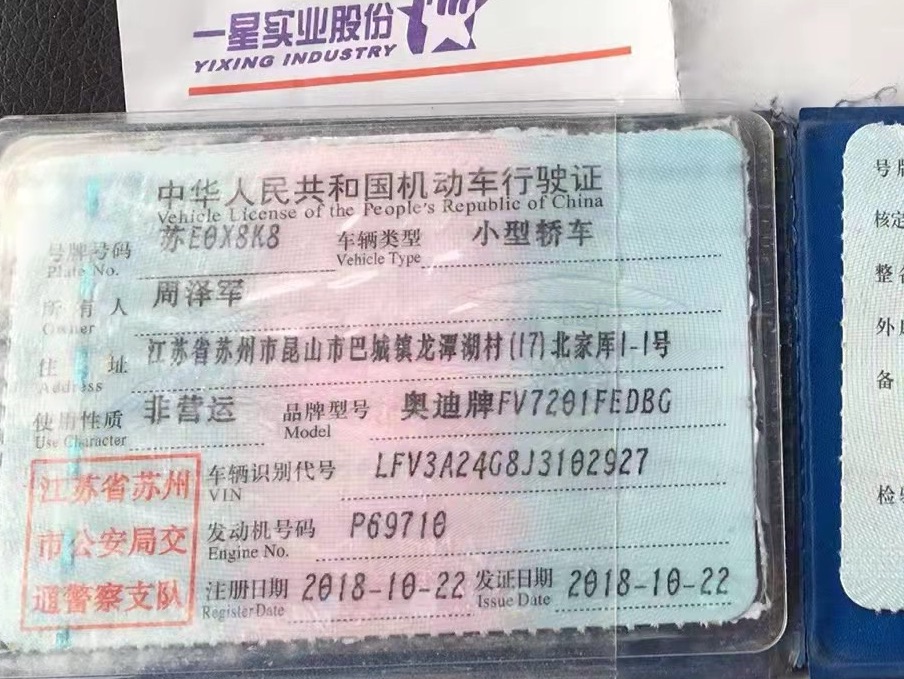 一星实业股份
YIXING INDUSTRY
中华人民共和国机动车行驶证
Vehicle License of the People's Republic of China
号牌号码 苏E0X8K8 车辆类型 小型轿车
Plate No. Vehicle Type
所有人 周泽军
Owner
住址 江苏省苏州市昆山市巴城镇龙潭湖村(17)北家厍1-1号
Address
使用性质 非营运 品牌型号 奥迪牌FV7201FEDBG
Use Character Model
车辆识别代号 LFV3A24G8J3102927
VIN
发动机号码 P69710
Engine No.
注册日期 2018-10-22 发证日期 2018-10-22
Register Date Issue Date
江苏省苏州
市公安局交
通警察支队
号牌
核定
整备
外
备
检验